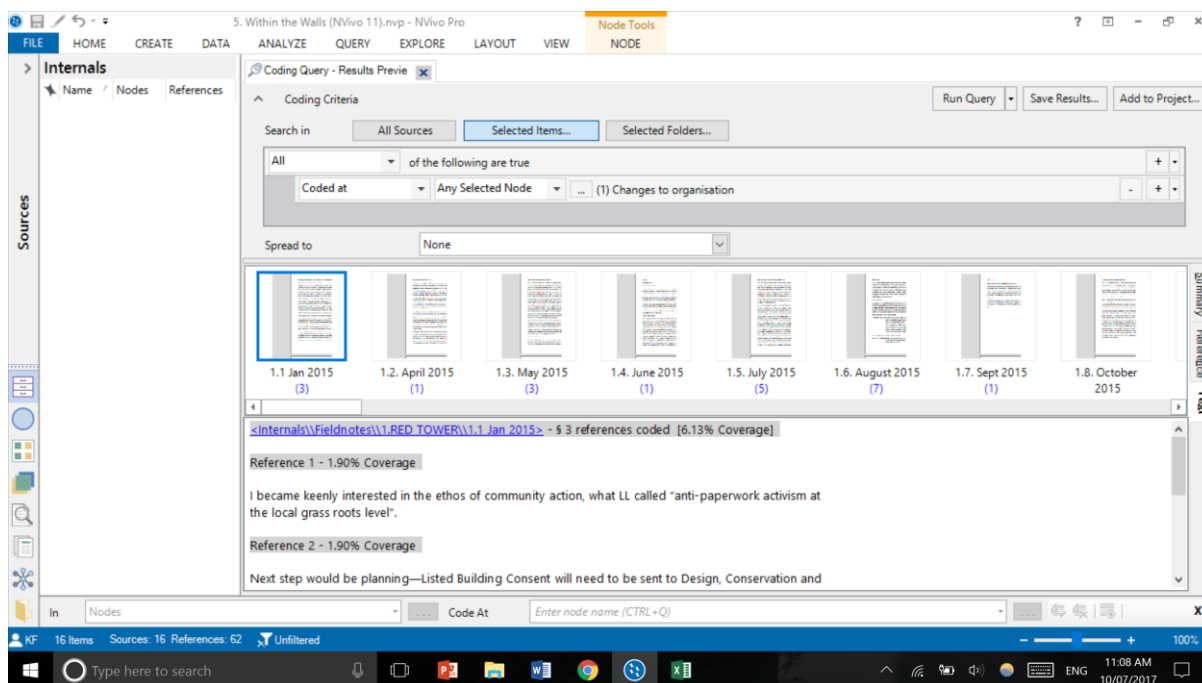 5. Within the Walls (NVivo 11).nvp - NVivo Pro
Node Tools
?
FILE HOME CREATE DATA ANALYZE QUERY EXPLORE LAYOUT VIEW NODE
Internals
Name Nodes References
Coding Query - Results Previe
Coding Criteria
Run Query Save Results... Add to Project...
Search in All Sources Selected Items... Selected Folders...
All of the following are true + 
Coded at Any Selected Node ... (1) Changes to organisation - +
Sources
Spread to None
Summary
Reference
1.1 Jan 2015 1.2. April 2015 1.3. May 2015 1.4. June 2015 1.5. July 2015 1.6. August 2015 1.7. Sept 2015 1.8. October
(3) (1) (3) (1) (5) (7) (1) 2015
<Internals\\Fieldnotes\\1.RED TOWER\\1.1 Jan 2015> - § 3 references coded [6.13% Coverage]
Reference 1 - 1.90% Coverage
I became keenly interested in the ethos of community action, what LL called “anti-paperwork activism at
the local grass roots level”.
Reference 2 - 1.90% Coverage
Next step would be planning—Listed Building Consent will need to be sent to Design, Conservation and
In Nodes ... Code At Enter node name (CTRL+Q) ... X
KF 16 Items Sources: 16 References: 62 Unfiltered 100%
Type here to search
ENG 11:08 AM
10/07/2017